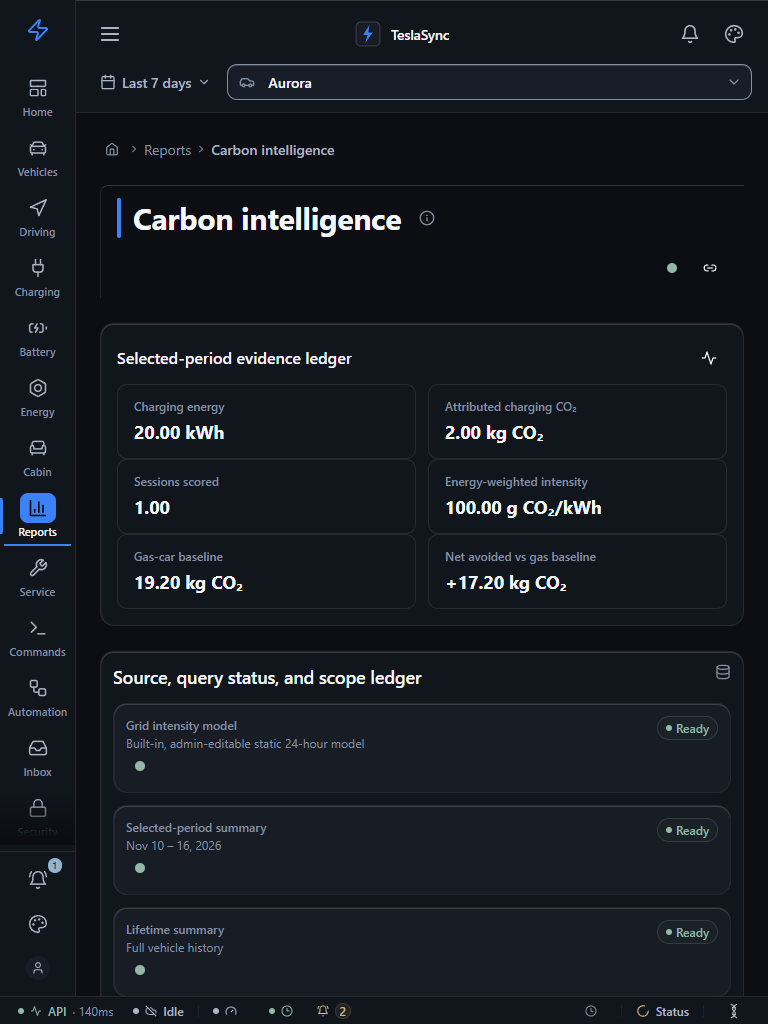 TeslaSync
Last 7 days
Aurora
Home
Vehicles
Driving
Charging
Battery
Energy
Cabin
Reports
Service
Commands
Automation
Inbox
Security
1
Reports > Carbon intelligence
Carbon intelligence
Selected-period evidence ledger
Charging energy
20.00 kWh
Attributed charging CO₂
2.00 kg CO₂
Sessions scored
1.00
Energy-weighted intensity
100.00 g CO₂/kWh
Gas-car baseline
19.20 kg CO₂
Net avoided vs gas baseline
+17.20 kg CO₂
Source, query status, and scope ledger
Grid intensity model
Ready
Built-in, admin-editable static 24-hour model
Selected-period summary
Ready
Nov 10 – 16, 2026
Lifetime summary
Ready
Full vehicle history
API · 140ms
Idle
2
Status